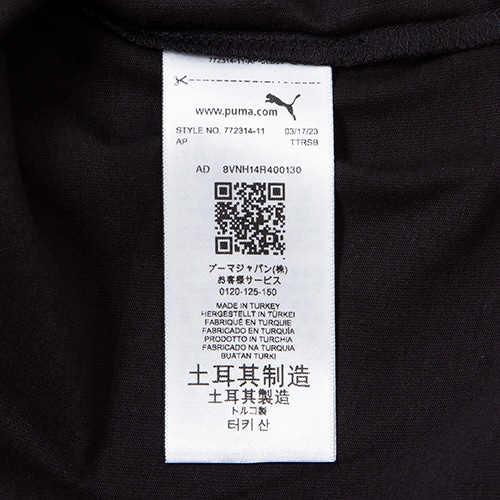 www.puma.com
STYLE NO. 772314-11 03/17/23
AP TTRSB
AD 8VNH14R400130
プーマジャパン(株)
お客様サービス
0120-125-150
MADE IN TURKEY
HERGESTELLT IN TÜRKEI
FABRIQUÉ EN TURQUIE
FABRICADO EN TURQUÍA
PRODOTTO IN TURCHIA
FABRICADO NA TURQUIA
BUATAN TURKI
土耳其制造
土耳其製造
トルコ製
터키 산